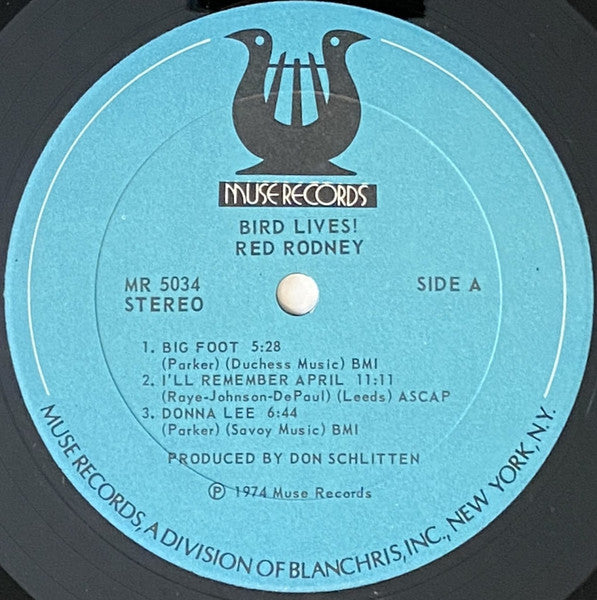 MUSE RECORDS
BIRD LIVES!
RED RODNEY
MR 5034
STEREO
SIDE A
1. BIG FOOT 5:28
(Parker) (Duchess Music) BMI
2. I'LL REMEMBER APRIL 11:11
(Raye-Johnson-DePaul) (Leeds) ASCAP
3. DONNA LEE 6:44
(Parker) (Savoy Music) BMI
PRODUCED BY DON SCHLITTEN
℗ 1974 Muse Records
MUSE RECORDS, A DIVISION OF BLANCHRIS, INC., NEW YORK, N.Y.